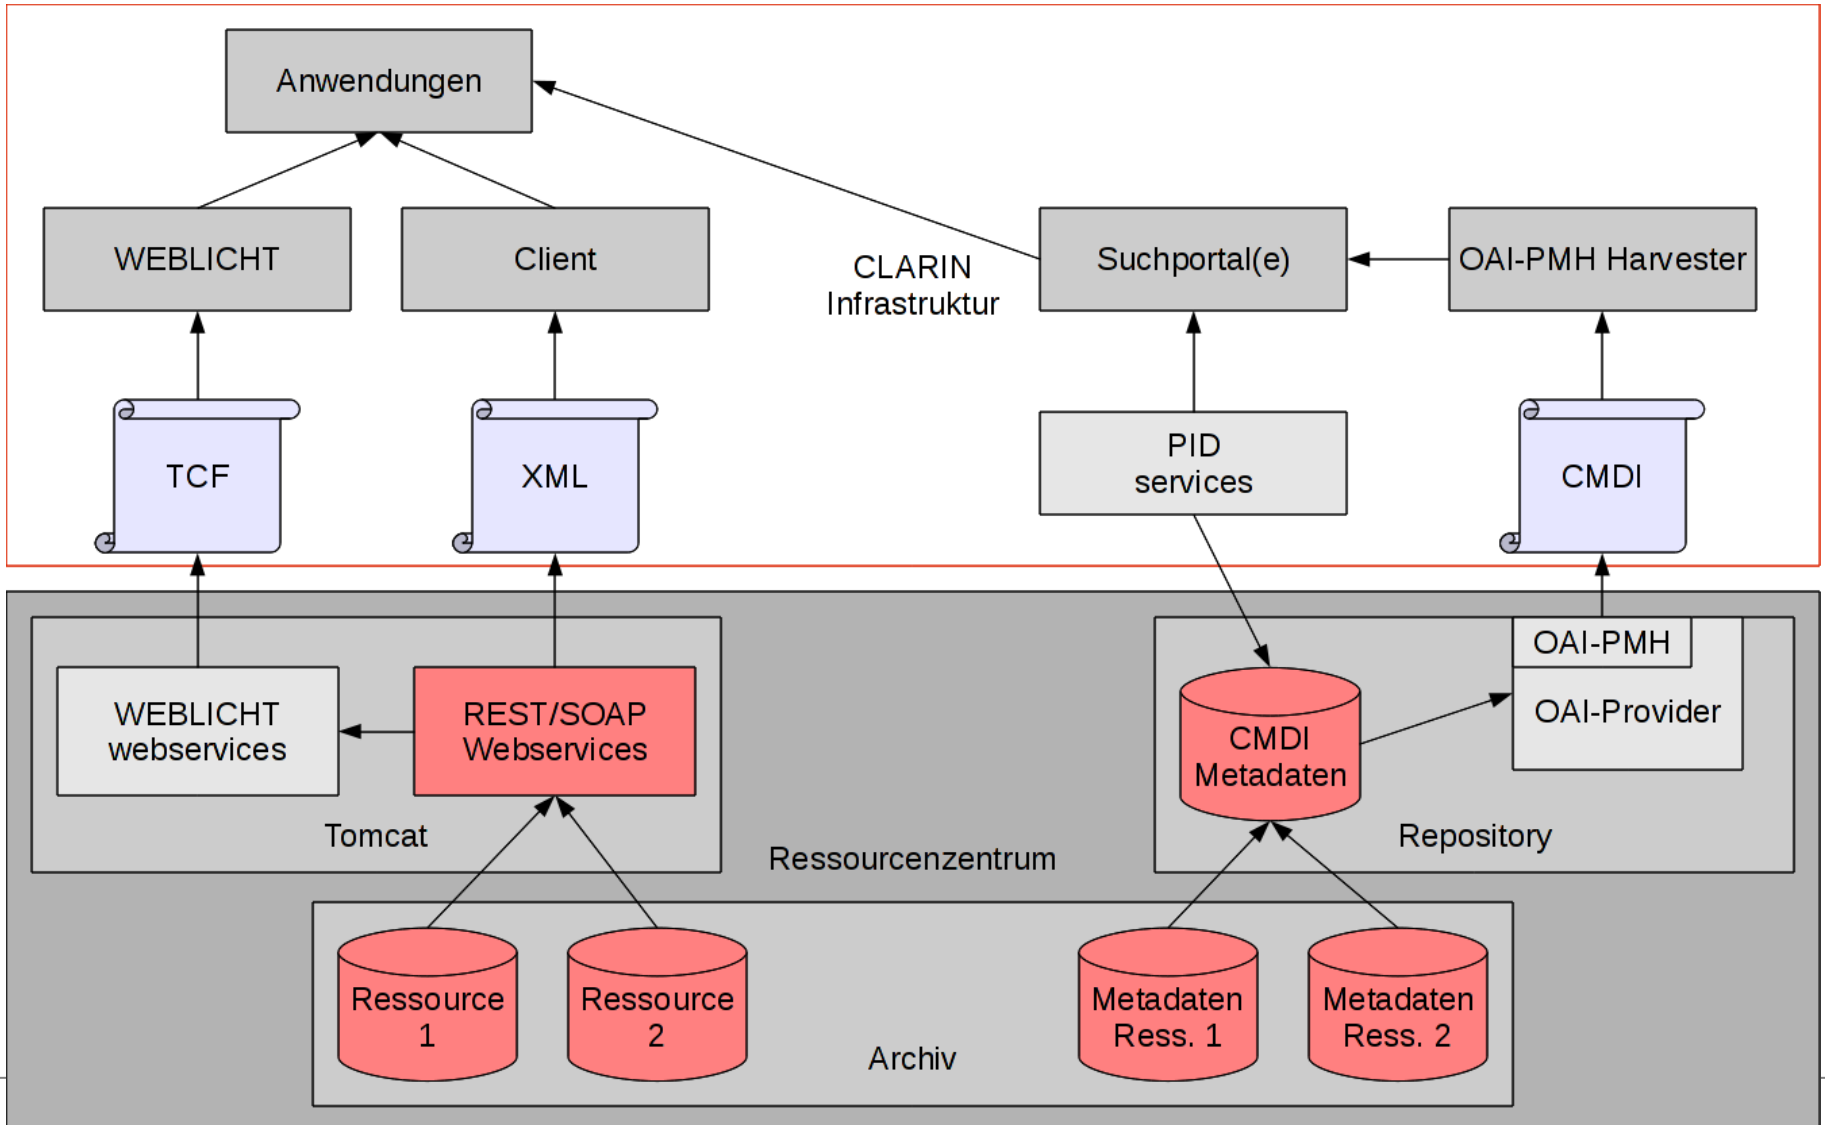 Anwendungen
WEBLICHT
Client
CLARIN
Infrastruktur
Suchportal(e)
OAI-PMH Harvester
TCF
XML
PID
services
CMDI
WEBLICHT
webservices
REST/SOAP
Webservices
Tomcat
CMDI
Metadaten
OAI-PMH
OAI-Provider
Repository
Ressourcenzentrum
Ressource
1
Ressource
2
Archiv
Metadaten
Ress. 1
Metadaten
Ress. 2